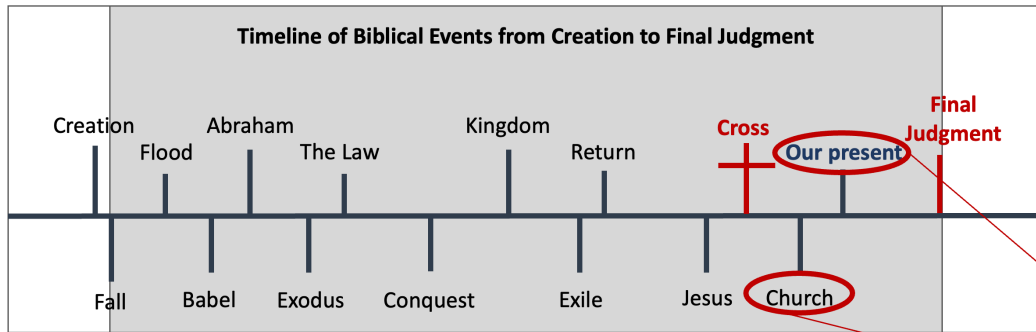 Timeline of Biblical Events from Creation to Final Judgment
Final
Judgment
Creation
Abraham
Kingdom
Cross
Flood
The Law
Return
Our present
Fall
Babel
Exodus
Conquest
Exile
Jesus
Church